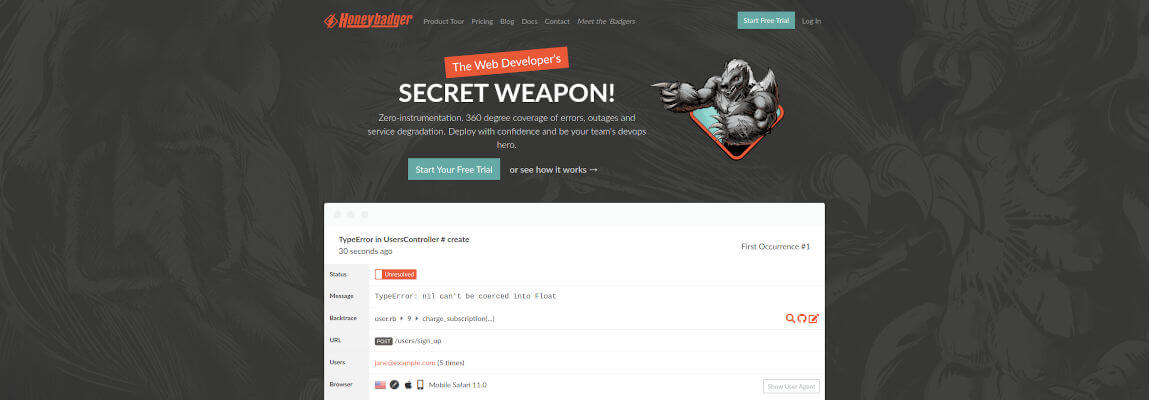 Honeybadger
Product Tour
Pricing
Blog
Docs
Contact
Meet the 'Badgers
Start Free Trial
Log In
The Web Developer's
SECRET WEAPON!
Zero-instrumentation, 360 degree coverage of errors, outages and
service degradation. Deploy with confidence and be your team's devops
hero.
Start Your Free Trial
or see how it works →
TypeError in UsersController # create
30 seconds ago
First Occurrence #1
Status
Unresolved
Message
TypeError: nil can't be coerced into Float
Backtrace
user.rb
9
charge_subscription(...)
URL
POST /users/sign_up
Users
jane@example.com (5 times)
Browser
Mobile Safari 11.0
Show User Agent